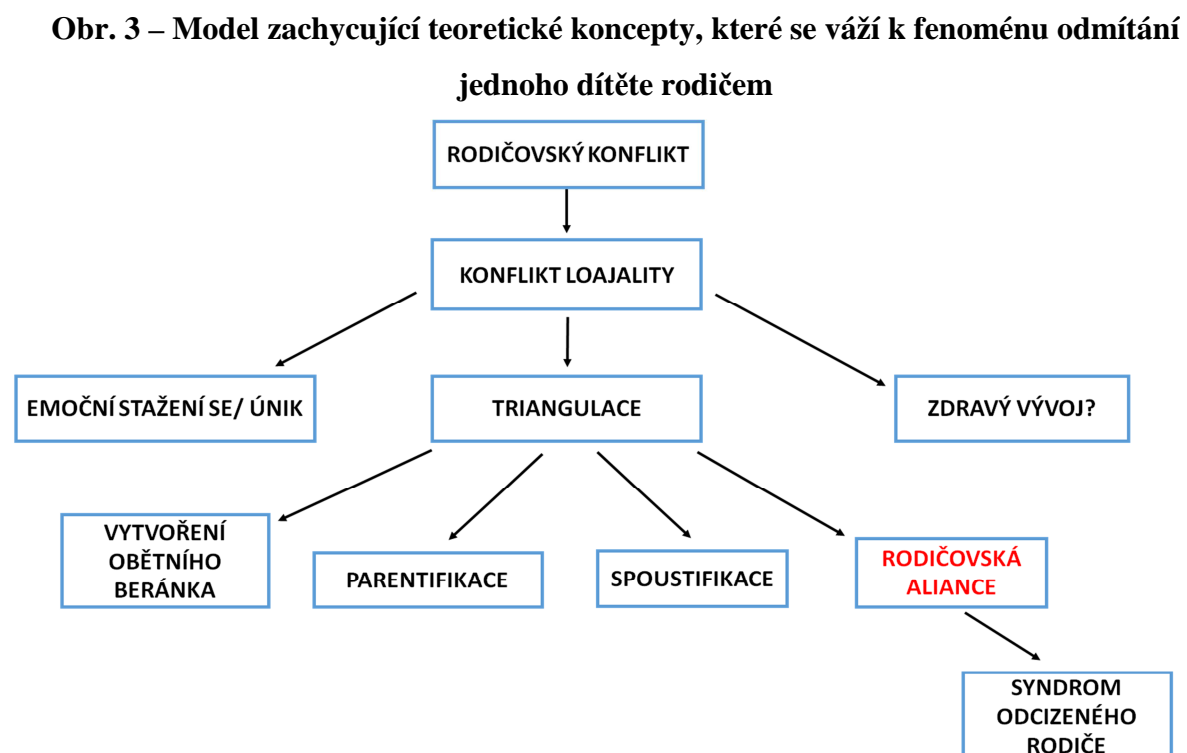 Obr. 3 – Model zachycující teoretické koncepty, které se váží k fenoménu odmítání
jednoho dítěte rodičem
RODIČOVSKÝ KONFLIKT
KONFLIKT LOAJALITY
EMOČNÍ STAŽENÍ SE/ ÚNIK
TRIANGULACE
ZDRAVÝ VÝVOJ?
VYTVOŘENÍ
OBĚTNÍHO
BERÁNKA
PARENTIFIKACE
SPOUSTIFIKACE
RODIČOVSKÁ
ALIANCE
SYNDROM
ODCIZENÉHO
RODIČE